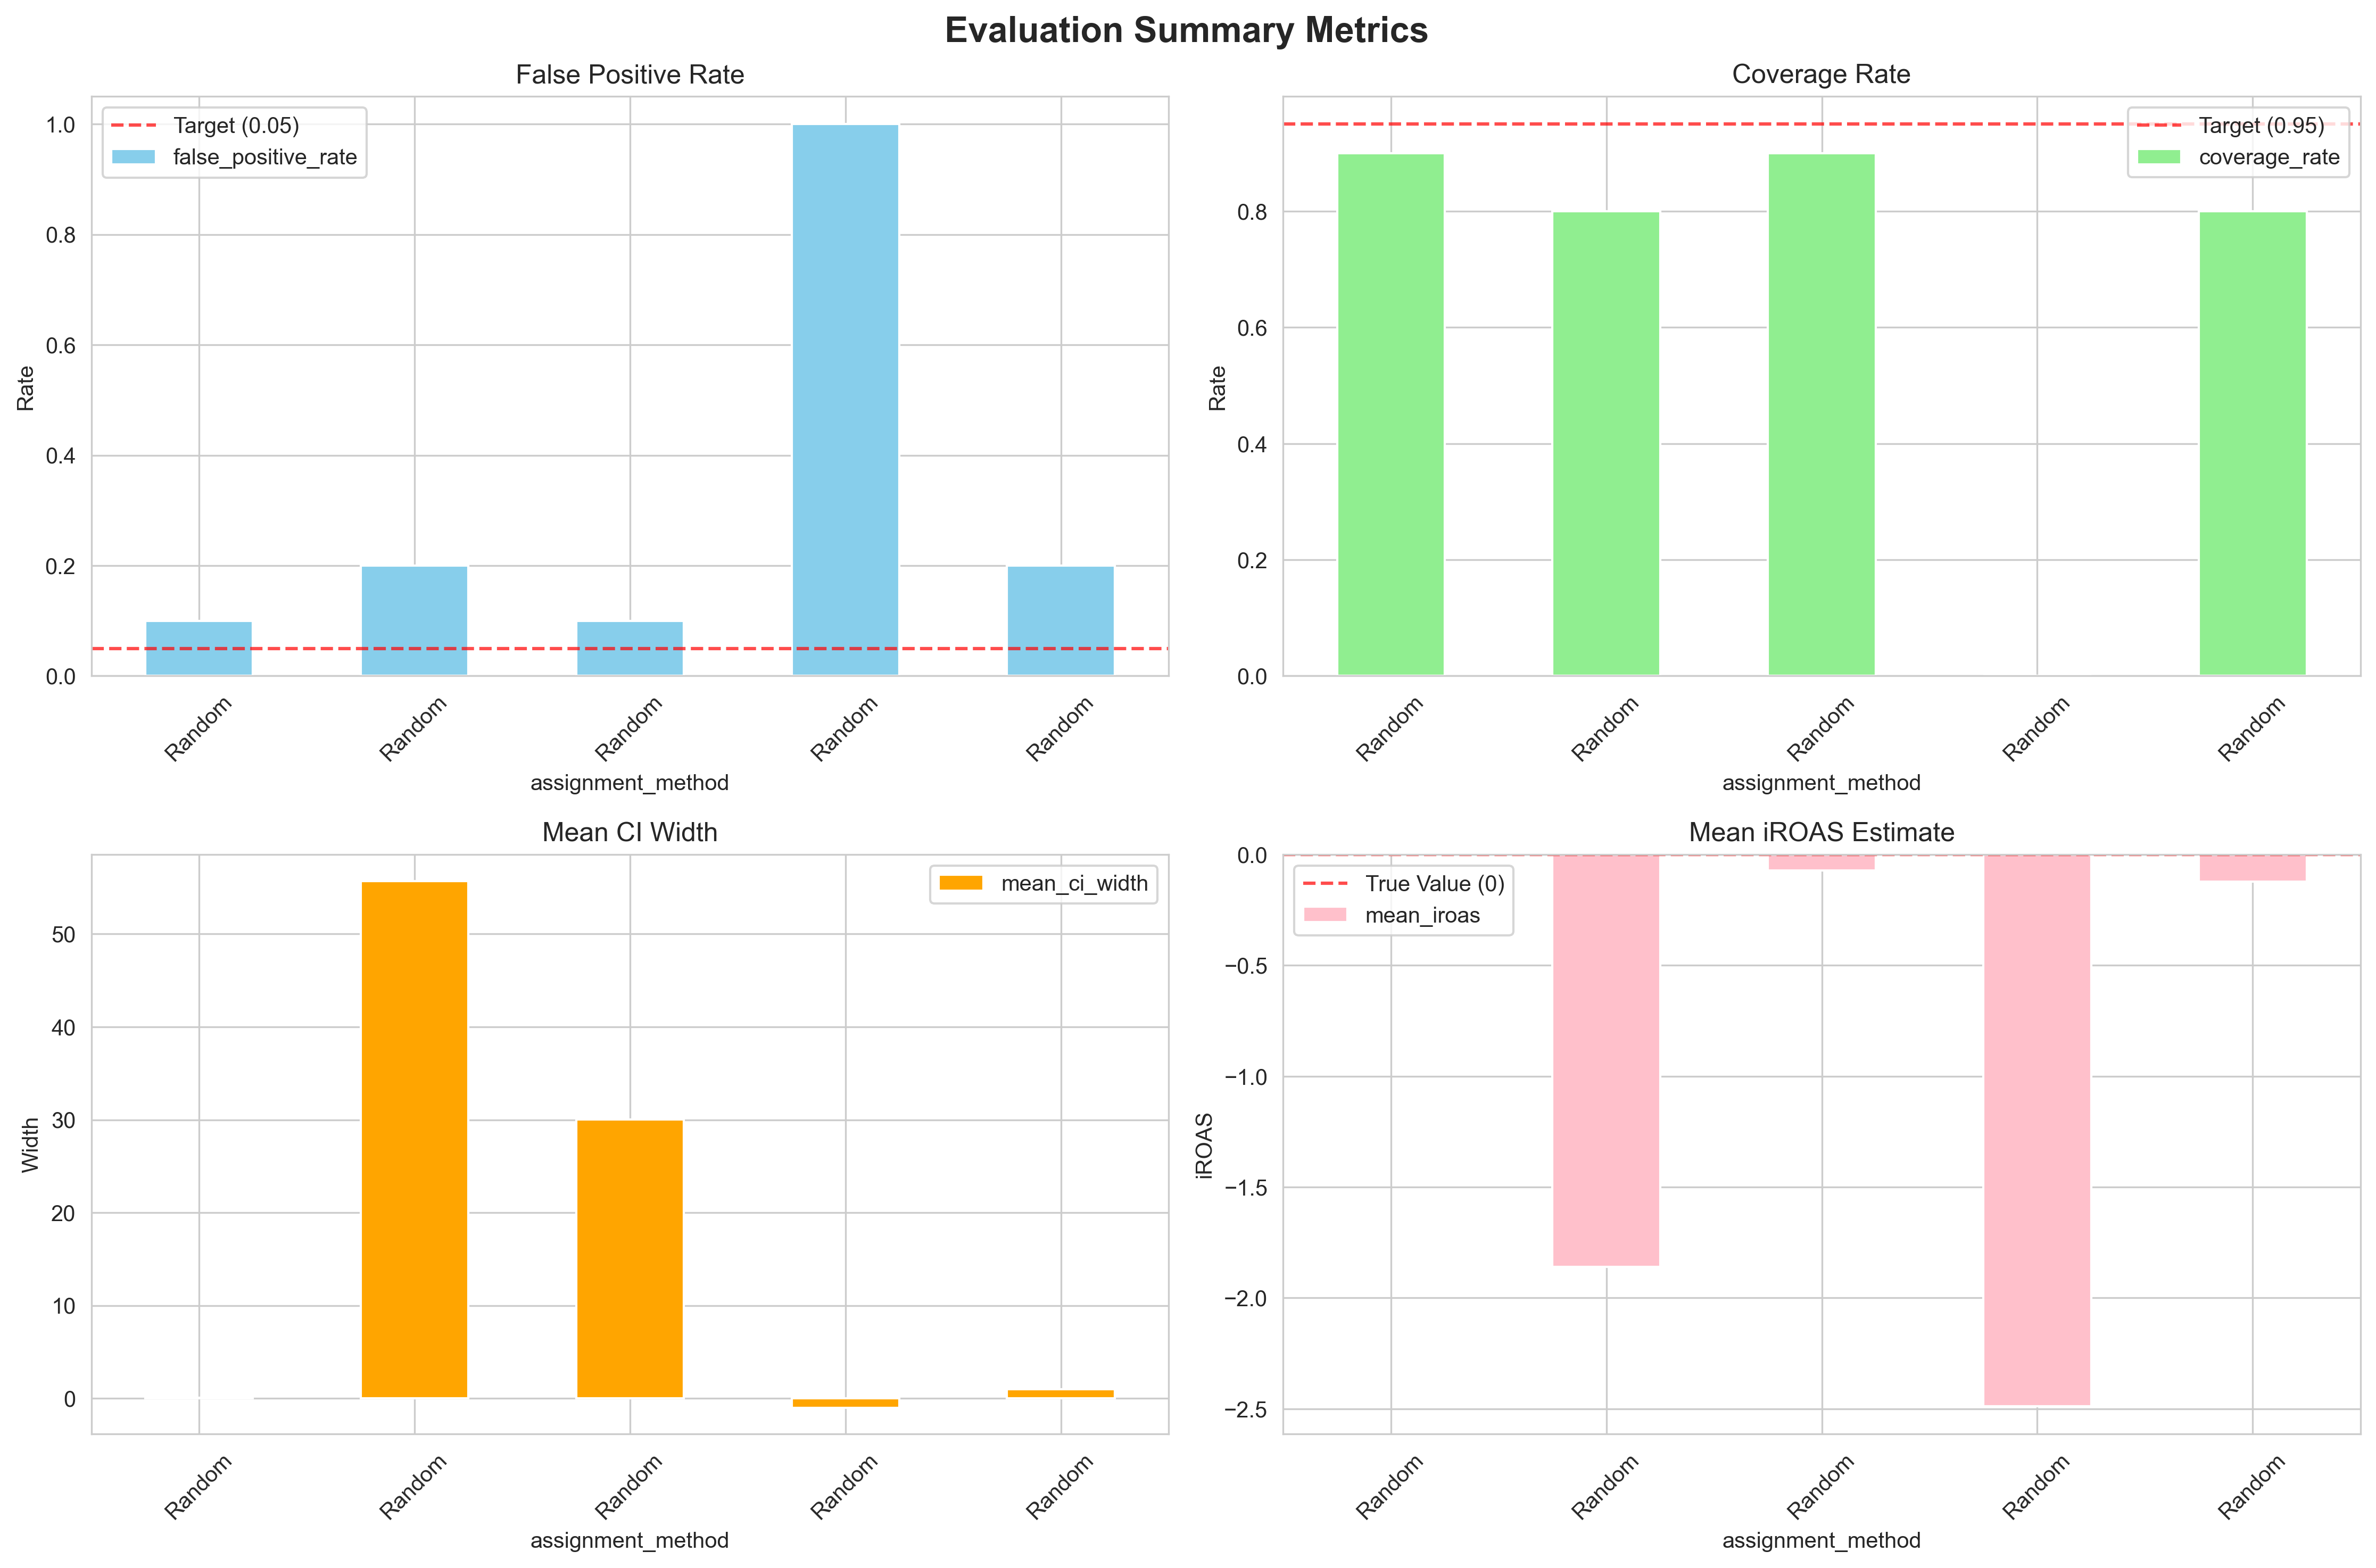 Evaluation Summary Metrics
False Positive Rate
Target (0.05)
false_positive_rate
1.0
0.8
0.6
0.4
0.2
0.0
Rate
Random
Random
Random
Random
Random
assignment_method
Coverage Rate
Target (0.95)
coverage_rate
0.8
0.6
0.4
0.2
0.0
Rate
Random
Random
Random
Random
Random
assignment_method
Mean CI Width
mean_ci_width
50
40
30
20
10
0
Width
Random
Random
Random
Random
Random
assignment_method
Mean iROAS Estimate
True Value (0)
mean_iroas
0.0
−0.5
−1.0
−1.5
−2.0
−2.5
iROAS
Random
Random
Random
Random
Random
assignment_method